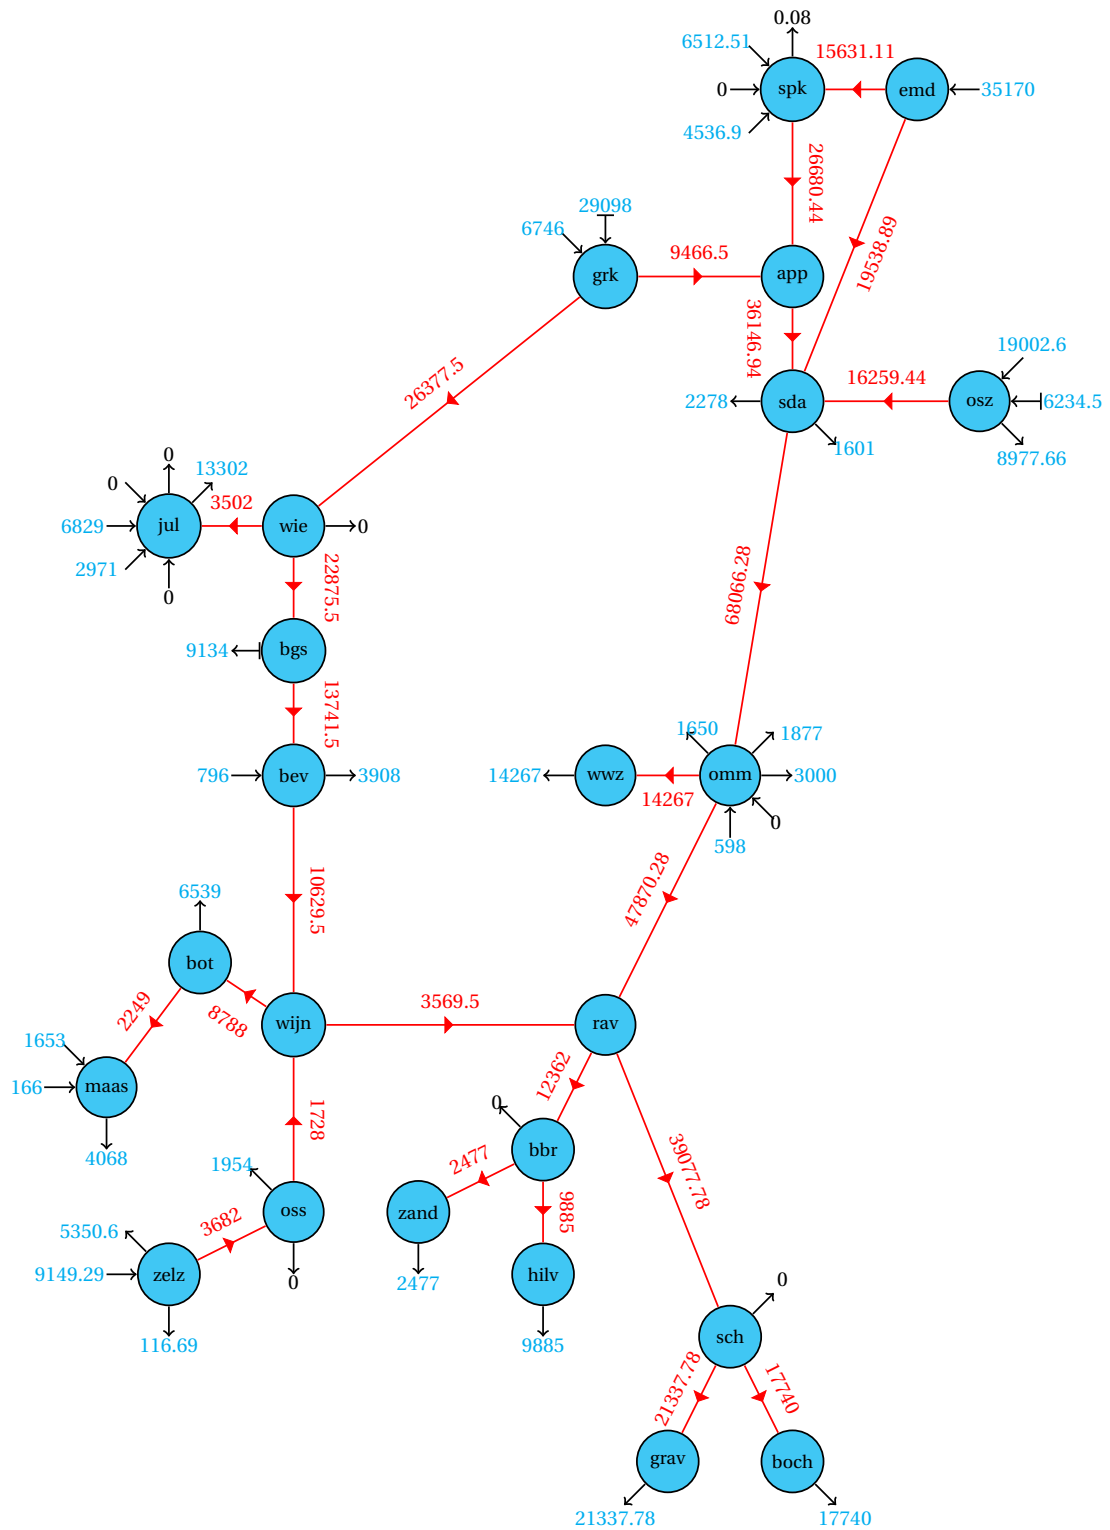 0.08
6512.51
15631.11
0
spk
emd
35170
4536.9
26680.44
29098
6746
19538.89
9466.5
grk
app
36146.94
19002.6
26377.5
16259.44
2278
sda
osz
6234.5
1601
8977.66
0
13302
0
3502
6829
jul
wie
0
2971
22875.5
0
68066.28
9134
bgs
13741.5
1650
1877
796
bev
3908
14267
wwz
omm
3000
14267
0
598
6539
10629.5
47870.28
bot
2249
8788
3569.5
wijn
rav
1653
166
maas
12362
0
1728
4068
bbr
39077.78
1954
2477
oss
zand
9885
3682
5350.6
9149.29
zelz
0
2477
hilv
0
116.69
9885
sch
21337.78
17740
grav
boch
21337.78
17740